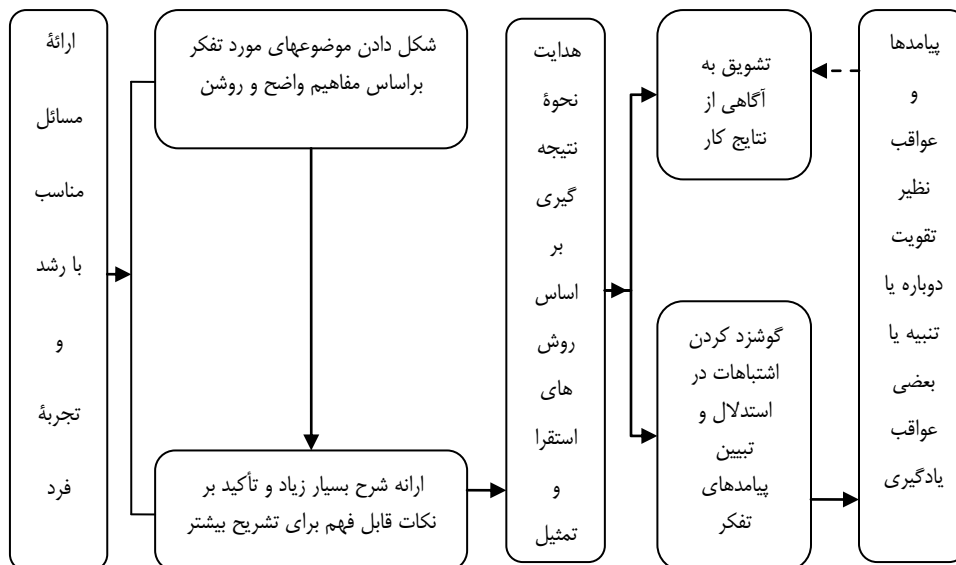 ارائهٔ
مسائل
مناسب
با رشد
و
تجربهٔ
فرد
شکل دادن موضوعهای مورد تفکر
براساس مفاهیم واضح و روشن
ارانه شرح بسیار زیاد و تأکید بر
نکات قابل فهم برای تشریح بیشتر
هدایت
نحوهٔ
نتیجه
گیری
بر
اساس
روش
های
استقرا
و
تمثیل
تشویق به
آگاهی از
نتایج کار
گوشزد کردن
اشتباهات در
استدلال و
تبیین
پیامدهای
تفکر
پیامدها
و
عواقب
نظیر
تقویت
دوباره یا
تنبیه یا
بعضی
عواقب
یادگیری